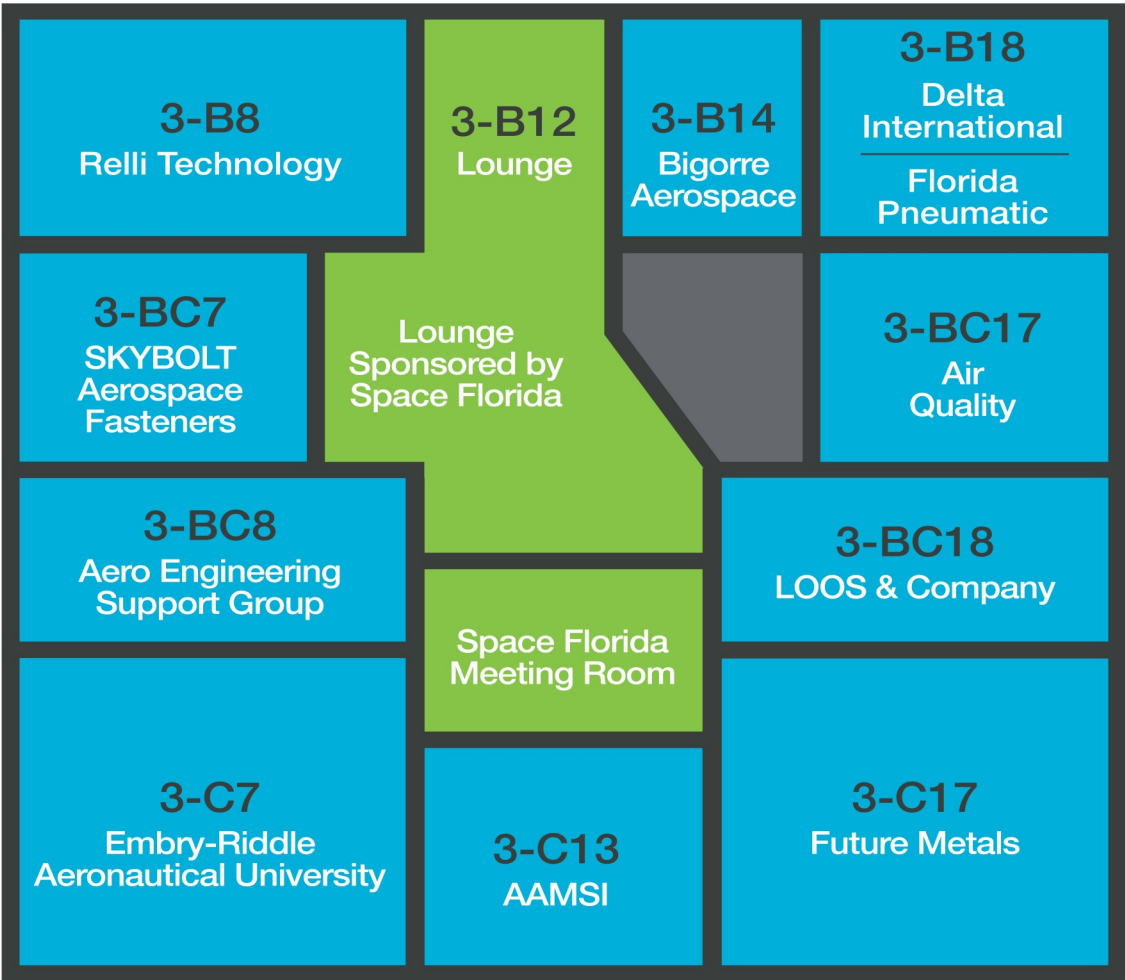 3-B8
Relli Technology
3-B12
Lounge
3-B14
Bigorre
Aerospace
3-B18
Delta
International
Florida
Pneumatic
3-BC7
SKYBOLT
Aerospace
Fasteners
Lounge
Sponsored by
Space Florida
3-BC17
Air
Quality
3-BC8
Aero Engineering
Support Group
3-BC18
LOOS & Company
Space Florida
Meeting Room
3-C7
Embry-Riddle
Aeronautical University
3-C13
AAMSI
3-C17
Future Metals